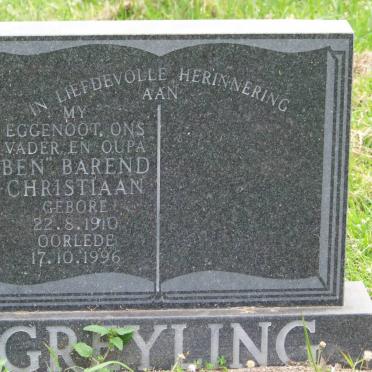 IN LIEFDEVOLLE HERINNERING
AAN
MY
EGGENOOT, ONS
VADER EN OUPA
"BEN" BAREND
CHRISTIAAN
GEBORE
22.8.1910
OORLEDE
17.10.1996
GREYLING